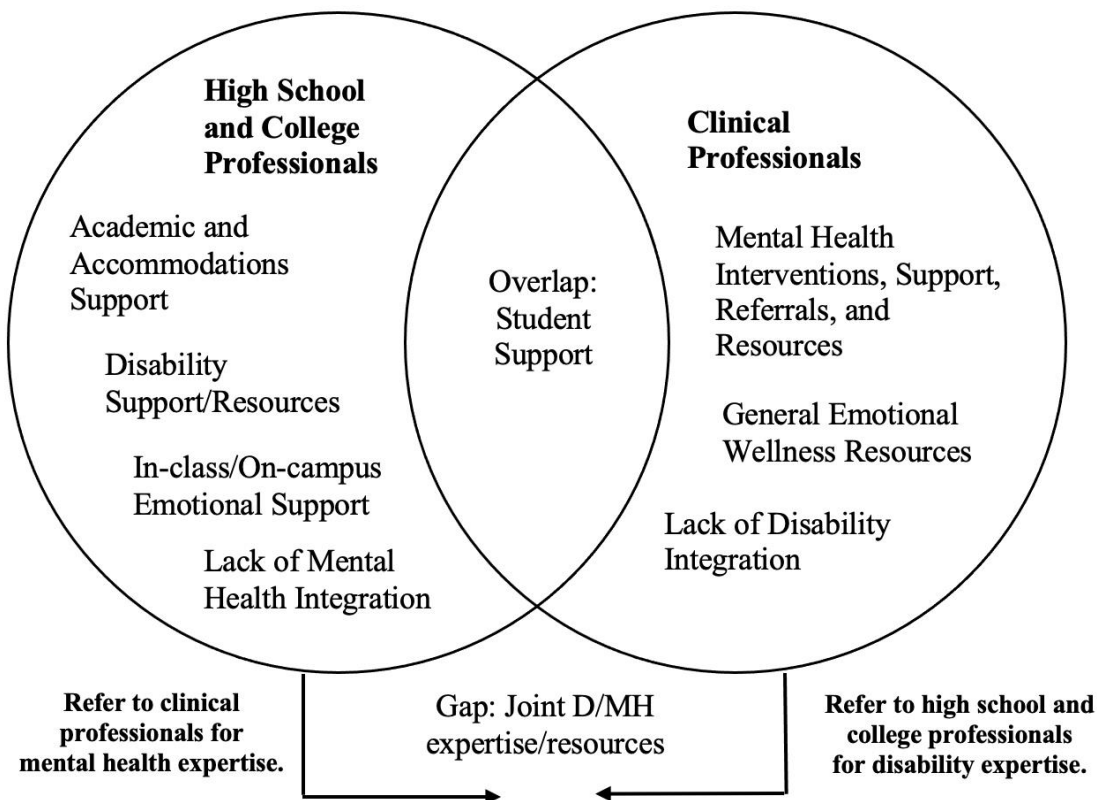 High School
and College
Professionals
Academic and
Accommodations
Support
Disability
Support/Resources
In-class/On-campus
Emotional Support
Lack of Mental
Health Integration
Overlap:
Student
Support
Clinical
Professionals
Mental Health
Interventions, Support,
Referrals, and
Resources
General Emotional
Wellness Resources
Lack of Disability
Integration
Refer to clinical
professionals for
mental health expertise.
Gap: Joint D/MH
expertise/resources
Refer to high school and
college professionals
for disability expertise.